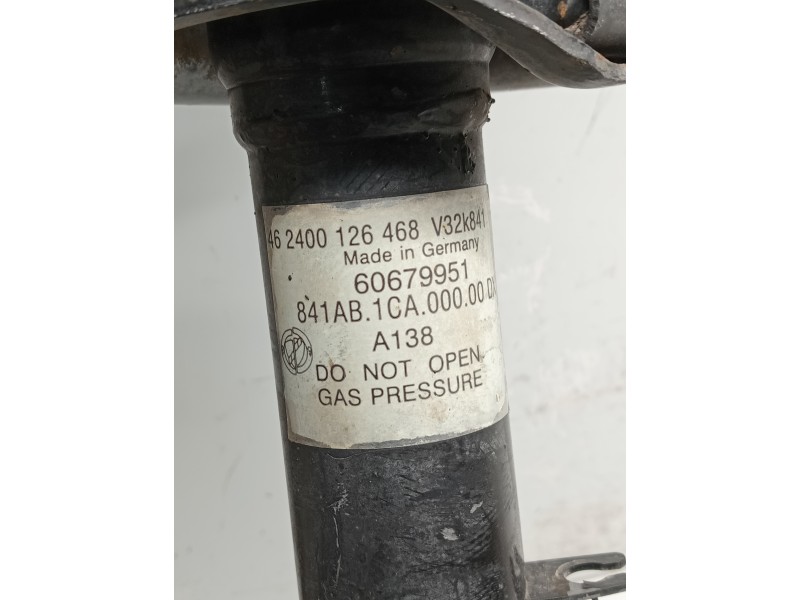 46 2400 126 468 V32k841
Made in Germany
60679951
841AB.1CA.000.00 DX
A138
DO NOT OPEN
GAS PRESSURE